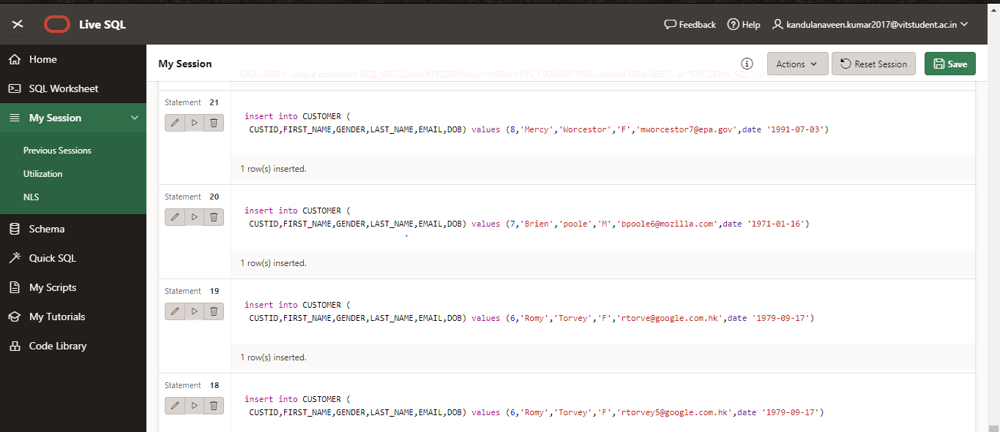 Live SQL
Feedback
Help
kandulanaveen.kumar2017@vitstudent.ac.in
Home
SQL Worksheet
My Session
Previous Sessions
Utilization
NLS
Schema
Quick SQL
My Scripts
My Tutorials
Code Library
My Session
Actions
Reset Session
Save
ORA-00001: unique constraint violated ORA-06512: at "SYS.DBMS_SQL",
Statement 21
insert into CUSTOMER (
CUSTID,FIRST_NAME,GENDER,LAST_NAME,EMAIL,DOB) values (8,'Mercy','Worcestor','F','mworcestor7@epa.gov',date '1991-07-03')
1 row(s) inserted.
Statement 20
insert into CUSTOMER (
CUSTID,FIRST_NAME,GENDER,LAST_NAME,EMAIL,DOB) values (7,'Brien','poole','M','bpoole6@mozilla.com',date '1971-01-16')
1 row(s) inserted.
Statement 19
insert into CUSTOMER (
CUSTID,FIRST_NAME,GENDER,LAST_NAME,EMAIL,DOB) values (6,'Romy','Torvey','F','rtorve@google.com.hk',date '1979-09-17')
1 row(s) inserted.
Statement 18
insert into CUSTOMER (
CUSTID,FIRST_NAME,GENDER,LAST_NAME,EMAIL,DOB) values (6,'Romy','Torvey','F','rtorvey5@google.com.hk',date '1979-09-17')